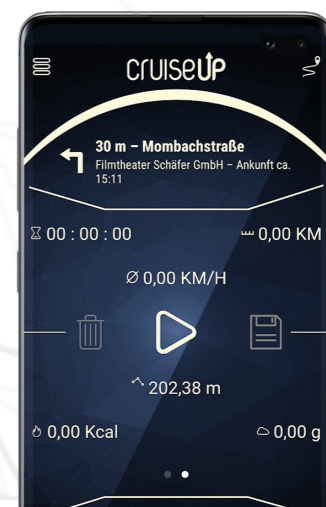 cruiseUP
30 m – Mombachstraße
Filmtheater Schäfer GmbH – Ankunft ca.
15:11
00 : 00 : 00
0,00 KM
Ø 0,00 KM/H
202,38 m
0,00 Kcal
0,00 g